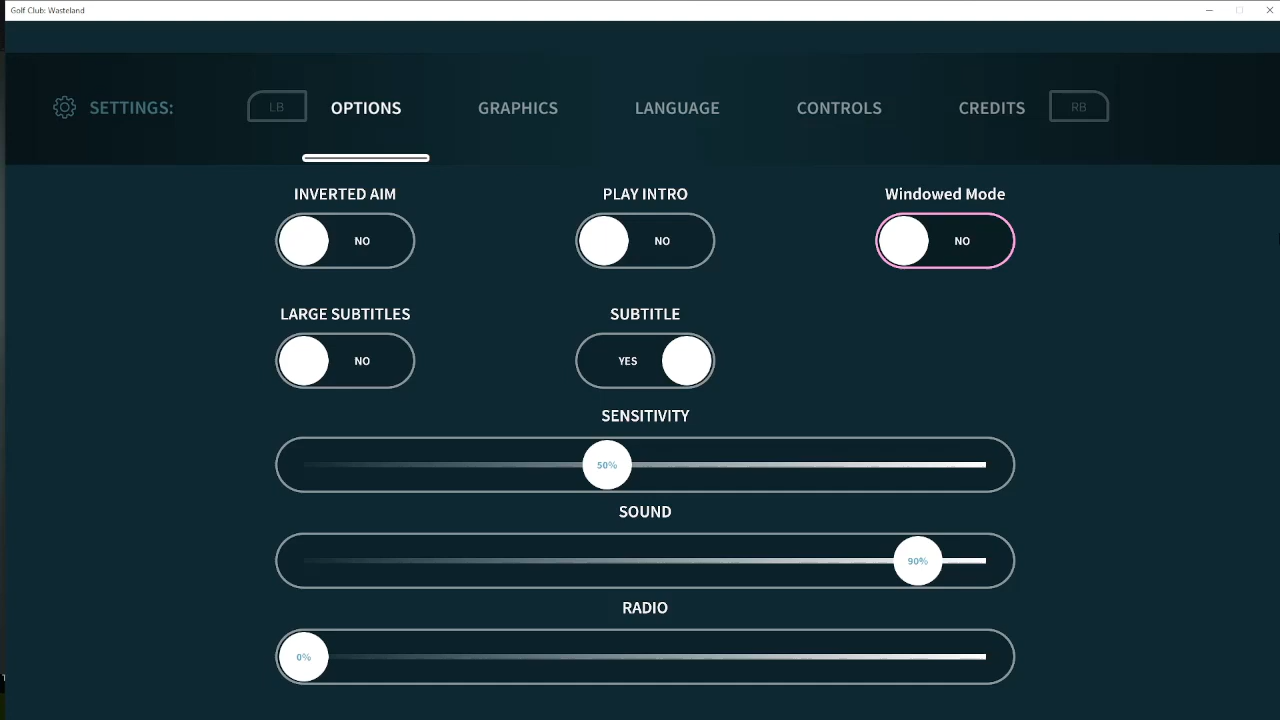 Golf Club: Wasteland
SETTINGS: LB OPTIONS GRAPHICS LANGUAGE CONTROLS CREDITS RB
INVERTED AIM PLAY INTRO Windowed Mode
NO NO NO
LARGE SUBTITLES SUBTITLE
NO YES
SENSITIVITY
50%
SOUND
90%
RADIO
0%